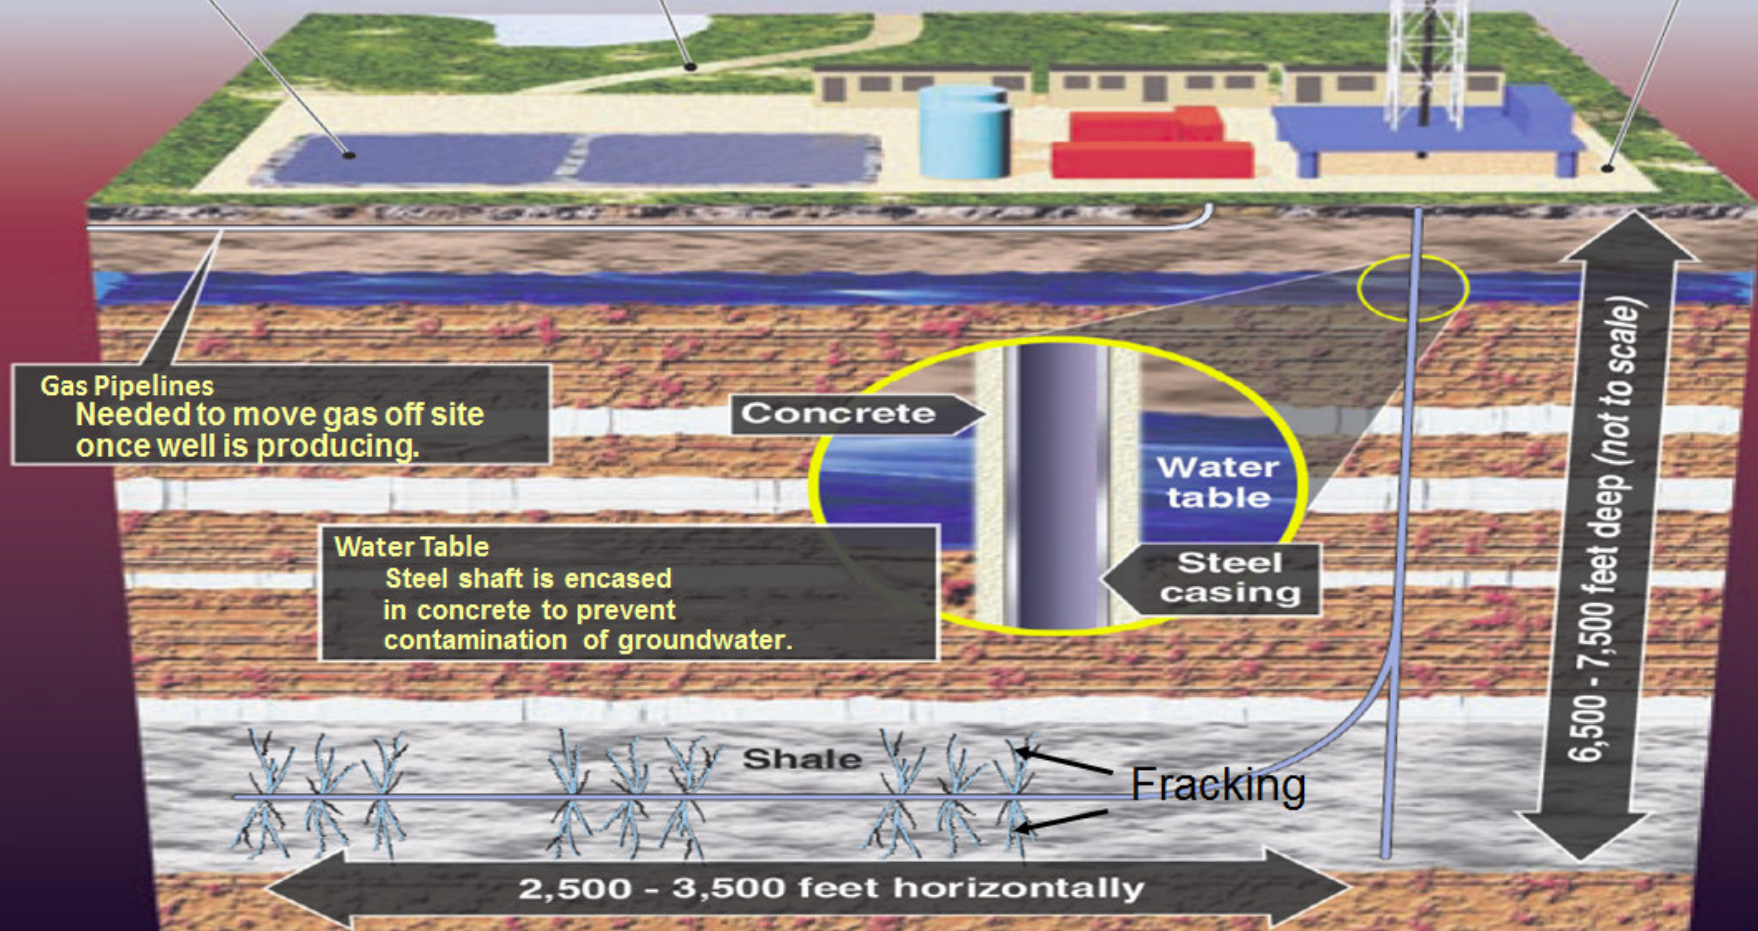 Gas Pipelines
Needed to move gas off site
once well is producing.
Concrete
Water
table
Water Table
Steel shaft is encased
in concrete to prevent
contamination of groundwater.
Steel
casing
6,500 - 7,500 feet deep (not to scale)
Shale
Fracking
2,500 - 3,500 feet horizontally